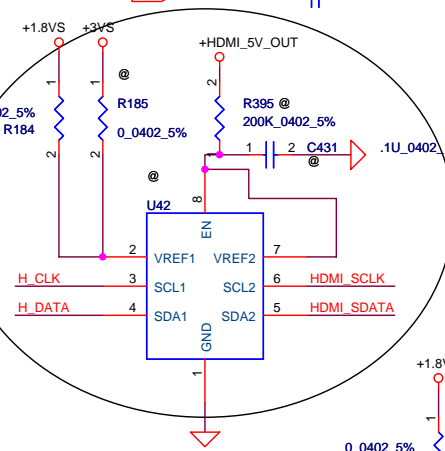 +1.8VS
+3VS
+HDMI_5V_OUT
1
1
@
2
02_5%
R184
R185
0_0402_5%
R395 @
200K_0402_5%
2
2
1
1
2
C431
@
.1U_0402_
@
U42
8
EN
2
VREF1
VREF2
7
H_CLK
3
SCL1
SCL2
6
HDMI_SCLK
H_DATA
4
SDA1
SDA2
5
HDMI_SDATA
GND
1
+1.8V
1
0_0402_5%